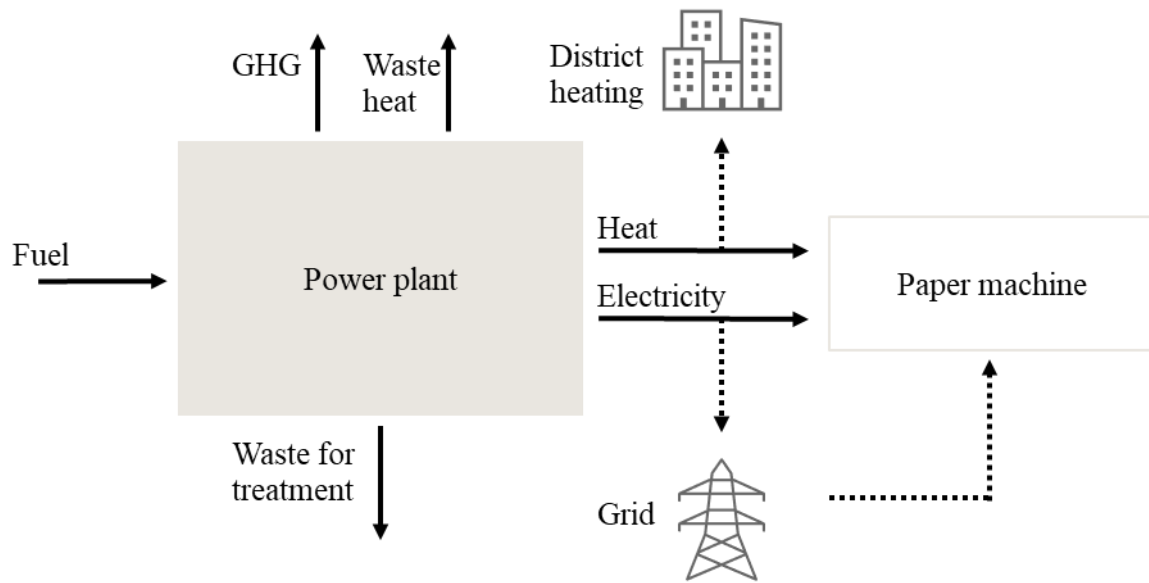 GHG
Waste
heat
District
heating
Fuel
Power plant
Heat
Electricity
Paper machine
Waste for
treatment
Grid